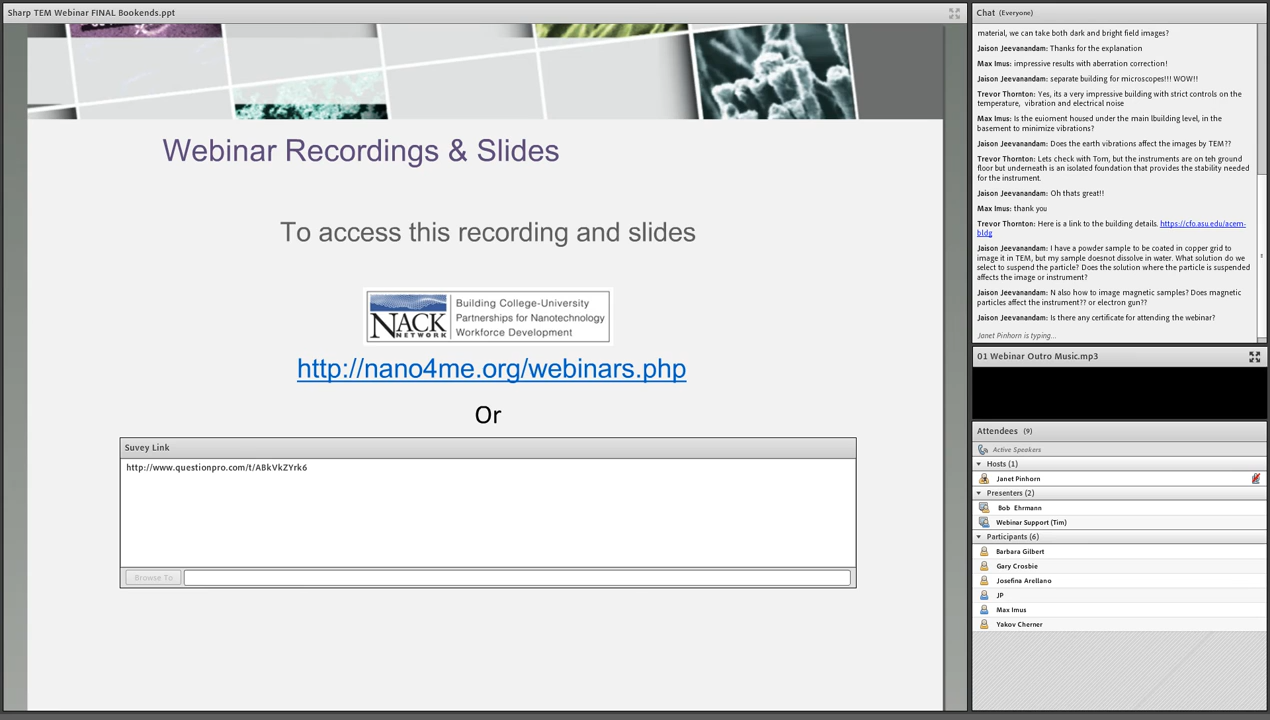 Sharp TEM Webinar FINAL Bookends.ppt
Webinar Recordings & Slides
To access this recording and slides
NACK
NETWORK
Building College-University
Partnerships for Nanotechnology
Workforce Development
http://nano4me.org/webinars.php
Or
Suvey Link
http://www.questionpro.com/t/ABkVkZYrk6
Browse To
Chat (Everyone)
material, we can take both dark and bright field images?
Jaison Jeevanandam: Thanks for the explanation
Max Imus: impressive results with aberration correction!
Jaison Jeevanandam: separate building for microscopes!!! WOW!!
Trevor Thornton: Yes, its a very impressive building with strict controls on the
temperature, vibration and electrical noise
Max Imus: Is the euioment housed under the main lbuilding level, in the
basement to minimize vibrations?
Jaison Jeevanandam: Does the earth vibrations affect the images by TEM??
Trevor Thornton: Lets check with Tom, but the instruments are on teh ground
floor but underneath is an isolated foundation that provides the stability needed
for the instrument.
Jaison Jeevanandam: Oh thats great!!
Max Imus: thank you
Trevor Thornton: Here is a link to the building details. https://cfo.asu.edu/acem-
bldg
Jaison Jeevanandam: I have a powder sample to be coated in copper grid to
image it in TEM, but my sample doesnot dissolve in water. What solution do we
select to suspend the particle? Does the solution where the particle is suspended
affects the image or instrument?
Jaison Jeevanandam: N also how to image magnetic samples? Does magnetic
particles affect the instrument?? or electron gun??
Jaison Jeevanandam: Is there any certificate for attending the webinar?
Janet Pinhorn is typing...
01 Webinar Outro Music.mp3
Attendees (9)
Active Speakers
Hosts (1)
Janet Pinhorn
Presenters (2)
Bob Ehrmann
Webinar Support (Tim)
Participants (6)
Barbara Gilbert
Gary Crosbie
Josefina Arellano
JP
Max Imus
Yakov Cherner